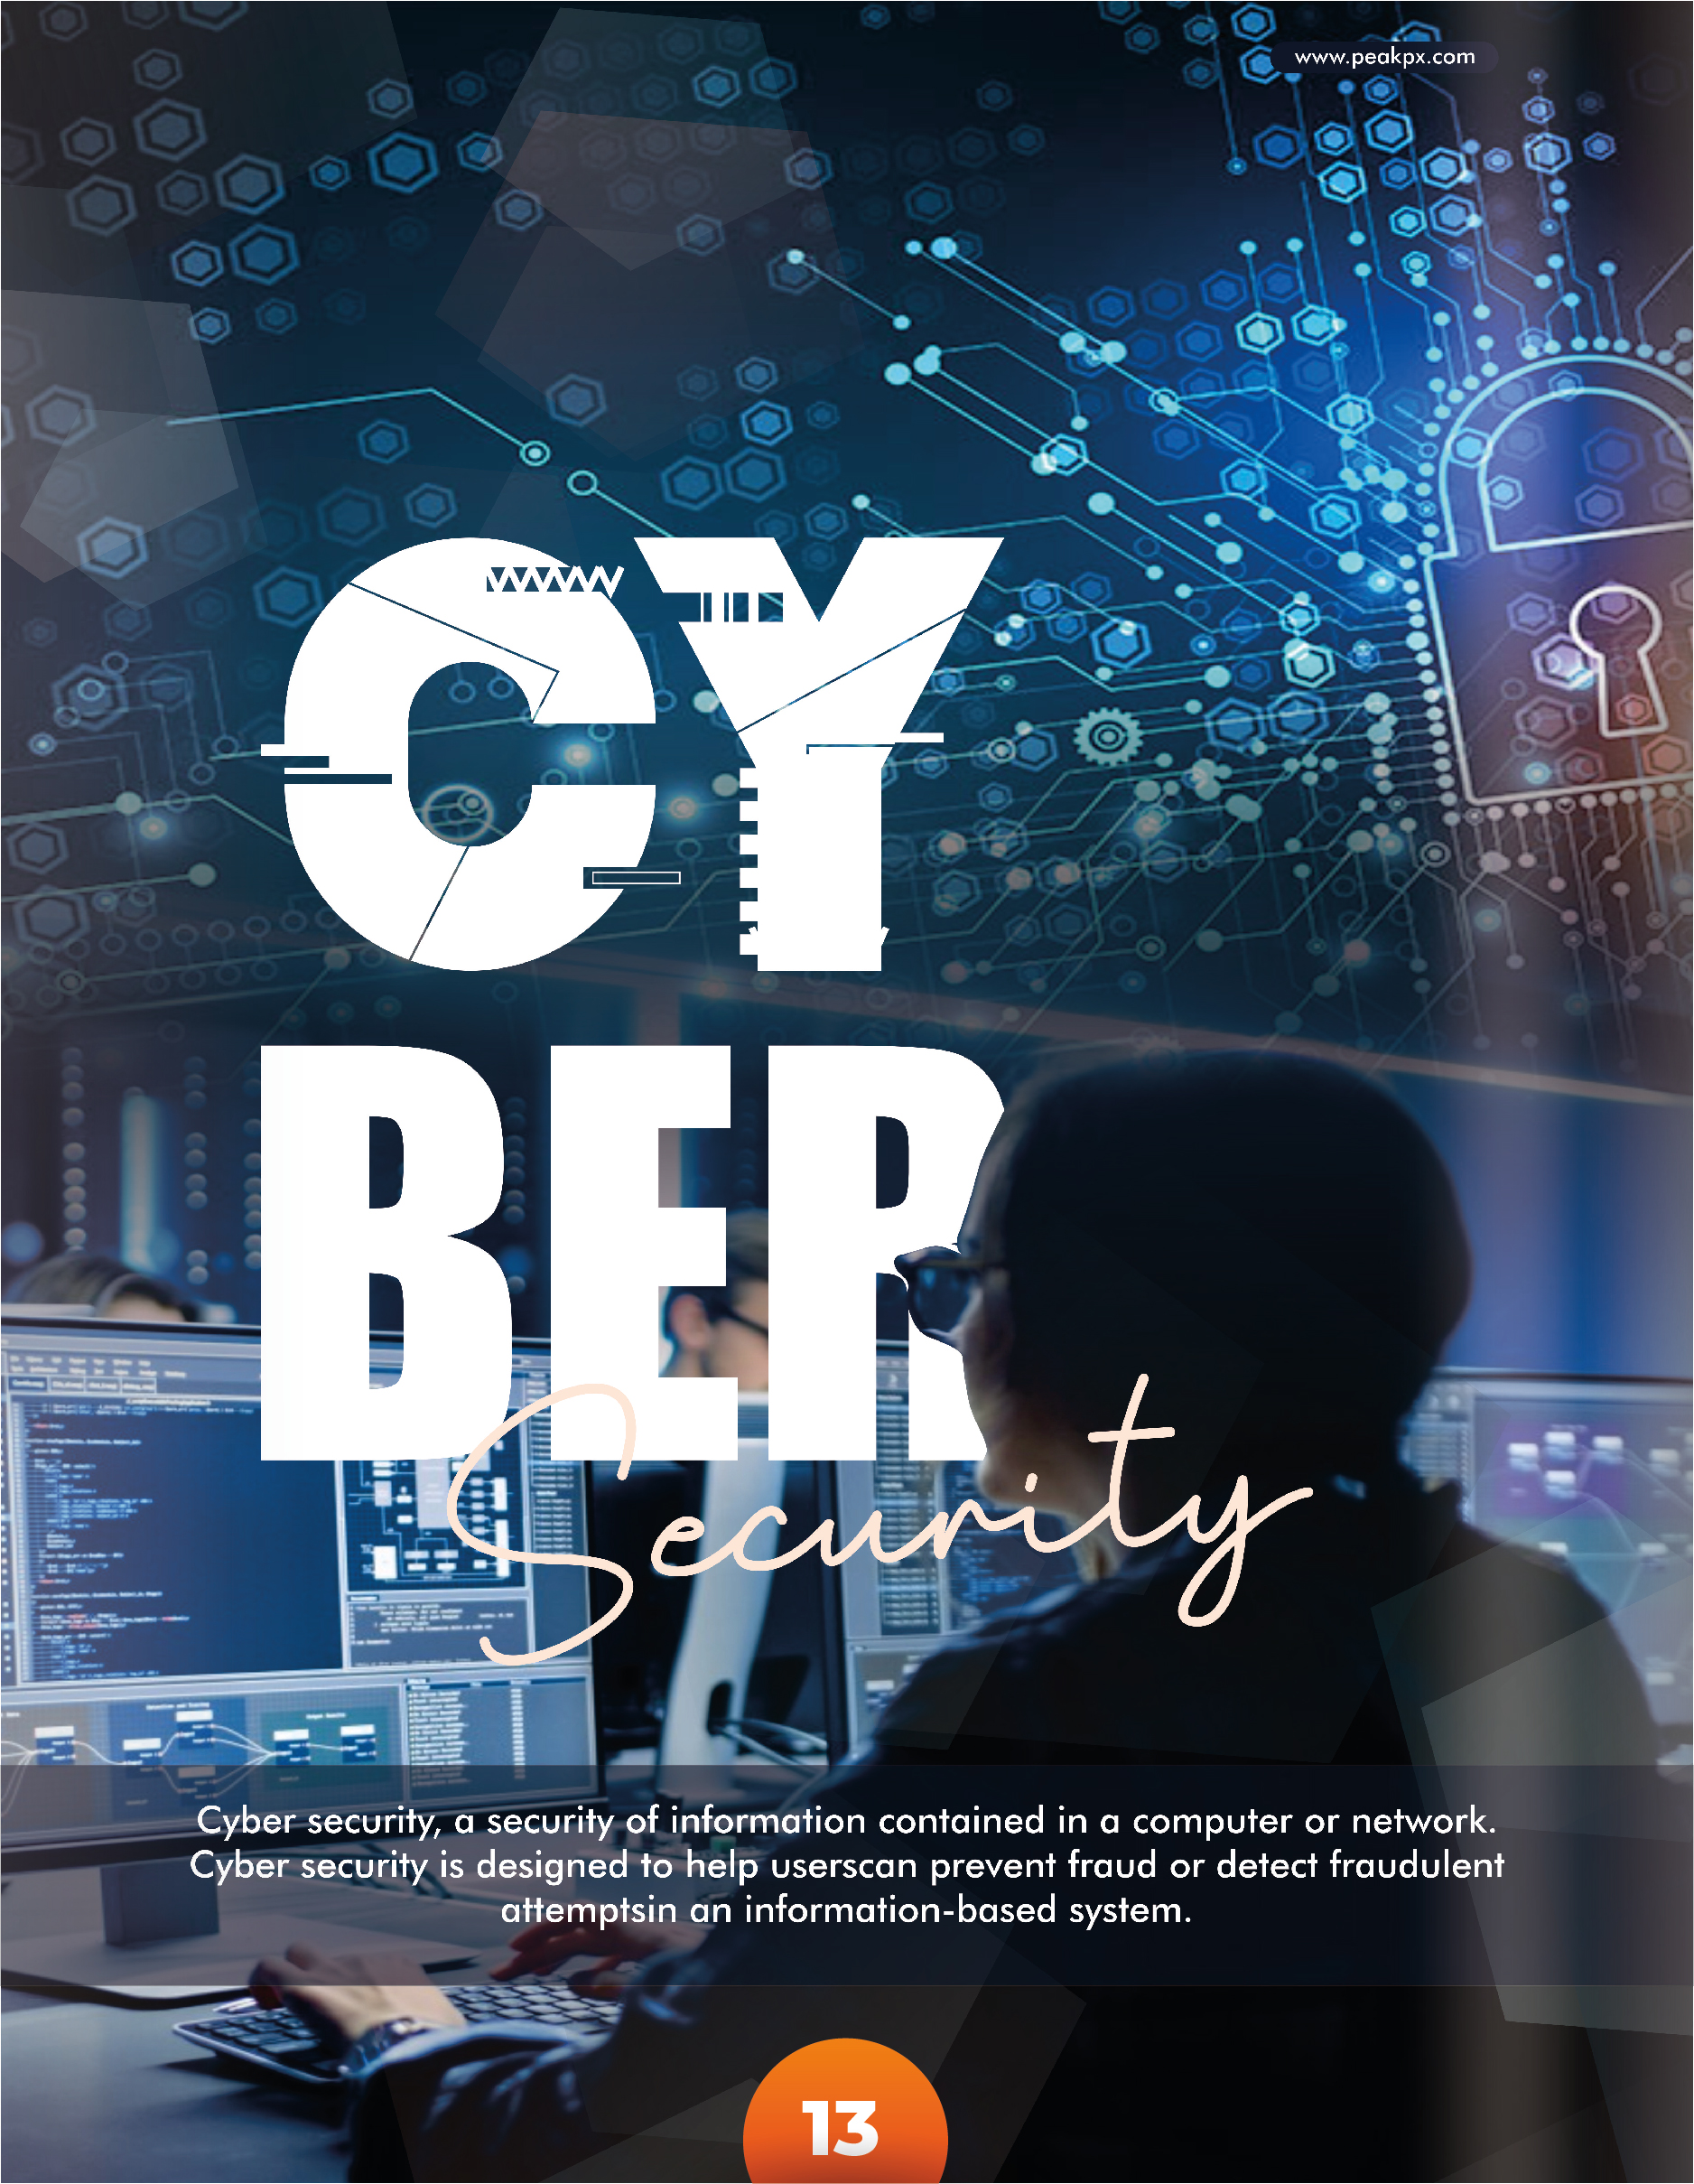 www.peakpx.com
CY
BER
Security
Cyber security, a security of information contained in a computer or network.
Cyber security is designed to help userscan prevent fraud or detect fraudulent
attemptsin an information-based system.
13